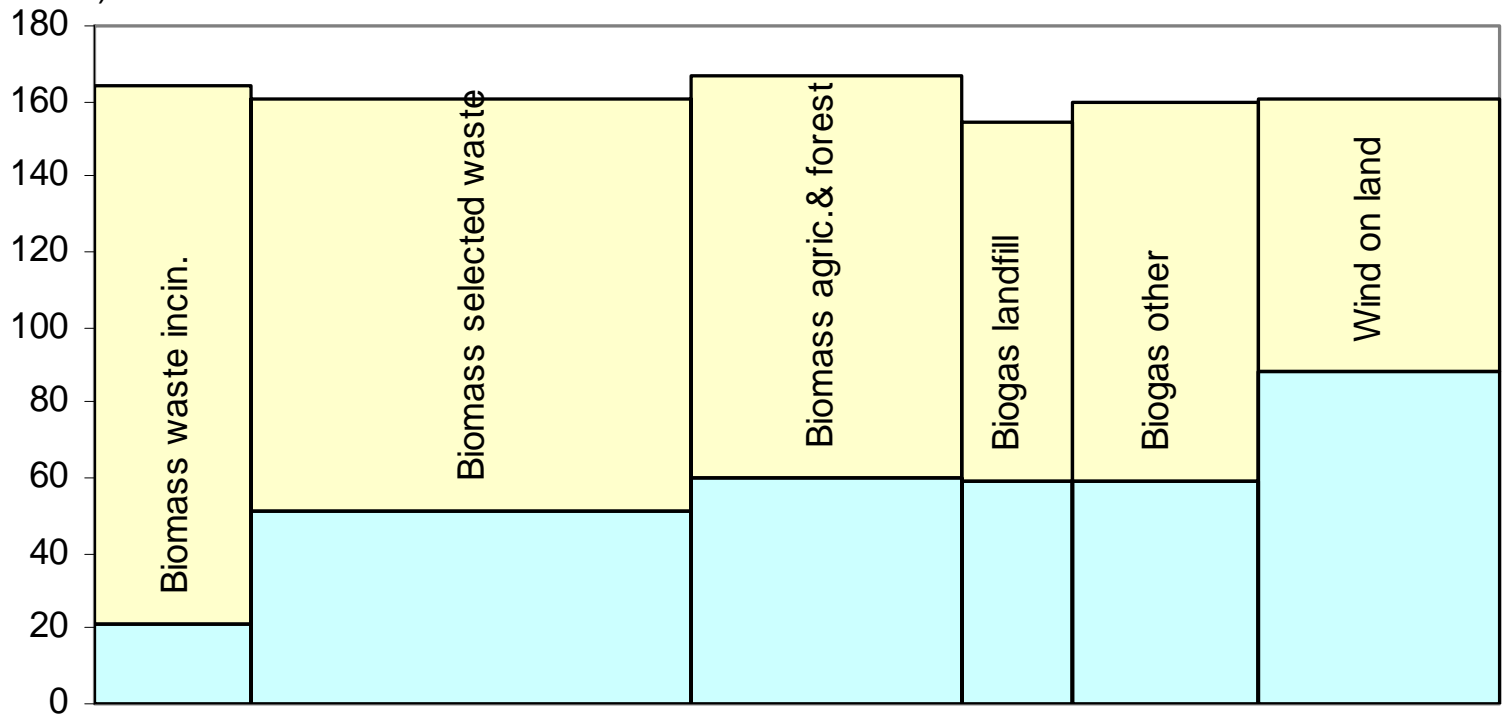 180
160
140
120
100
80
60
40
20
0
Biomass waste incin.
Biomass selected waste
Biomass agric.& forest
Biogas landfill
Biogas other
Wind on land